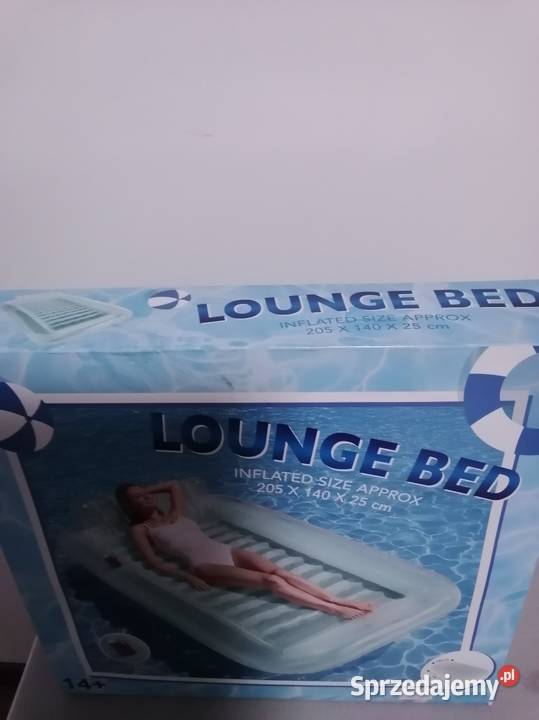 LOUNGE BED
INFLATED SIZE APPROX
205 X 140 X 25 cm
LOUNGE BED
INFLATED SIZE APPROX
205 X 140 X 25 cm
14+
Sprzedajemy.pl